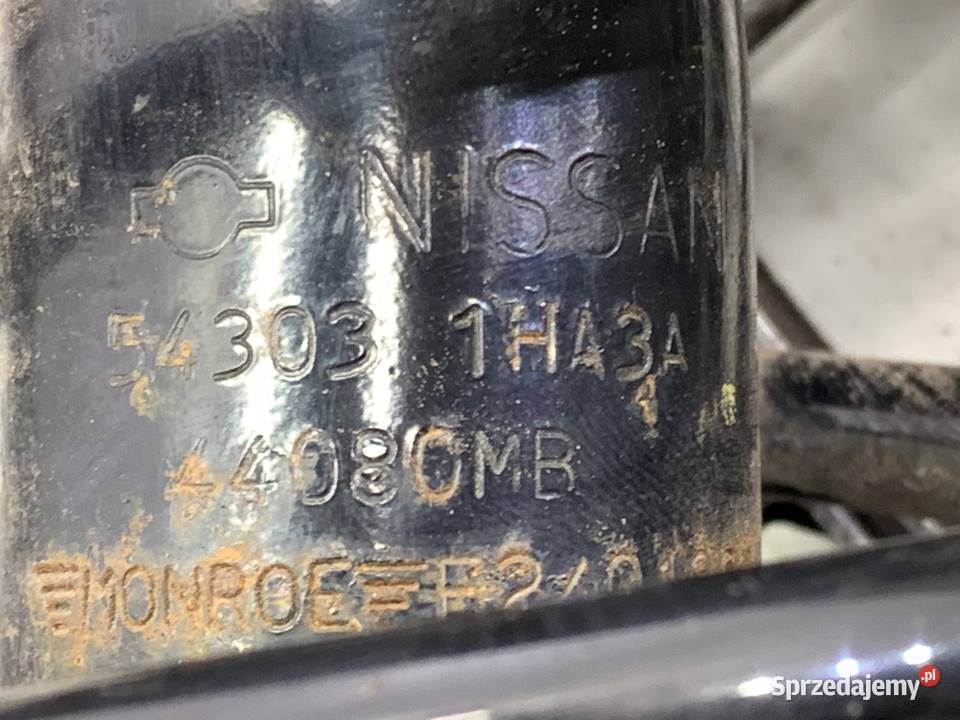 NISSAN
54303 1HA3A
44080MB
MONROE
Sprzedajemy.pl